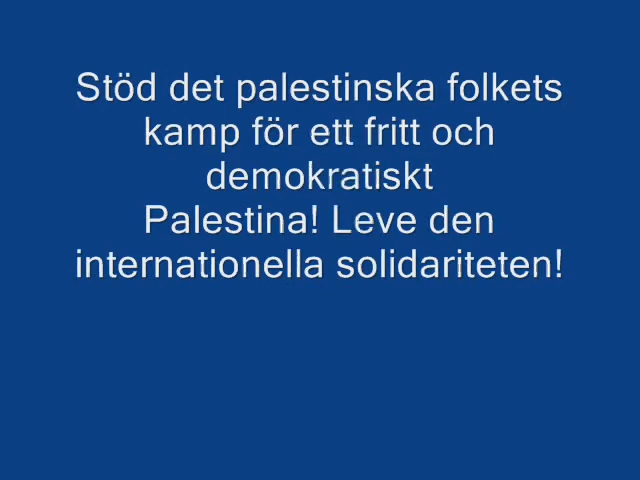 Stöd det palestinska folkets
kamp för ett fritt och
demokratiskt
Palestina! Leve den
internationella solidariteten!